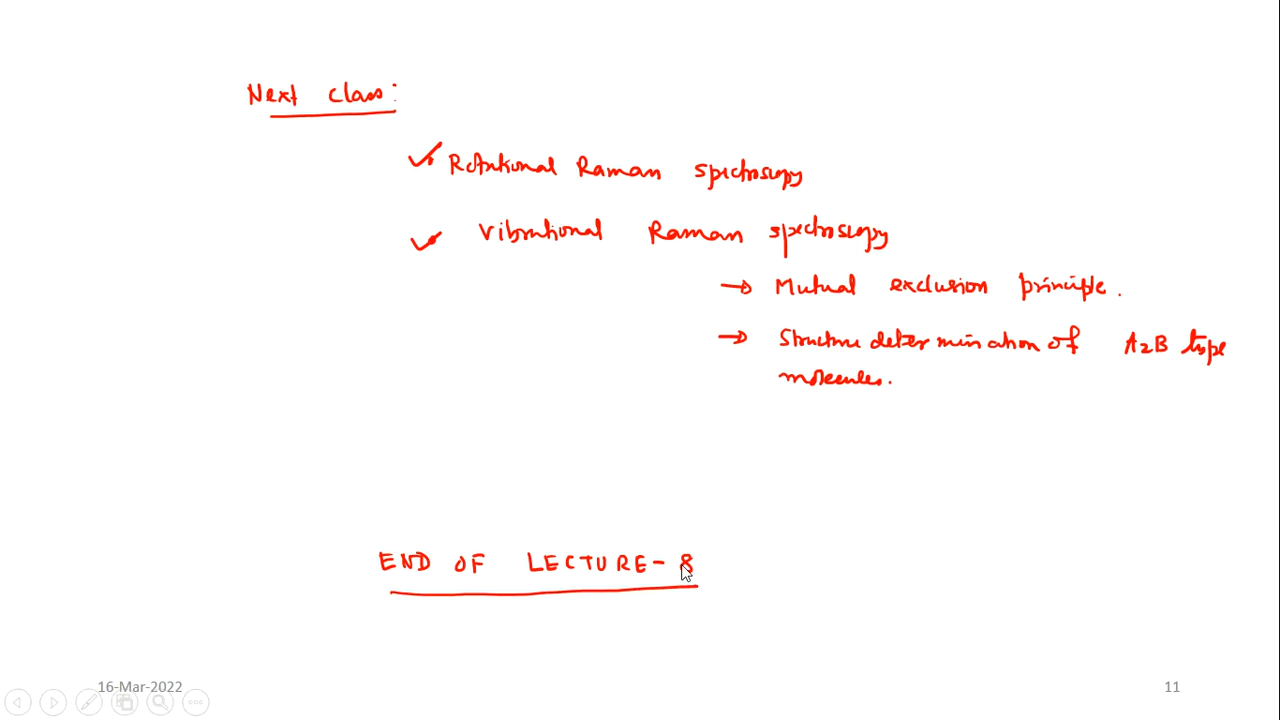 Next class:
Rotational Raman spectroscopy
Vibrational Raman spectroscopy
→ Mutual exclusion principle.
→ Structure determination of A2B type
molecules.
END OF LECTURE-8
16-Mar-2022
11